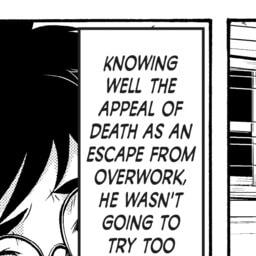 KNOWING
WELL THE
APPEAL OF
DEATH AS AN
ESCAPE FROM
OVERWORK,
HE WASN'T
GOING TO
TRY TOO